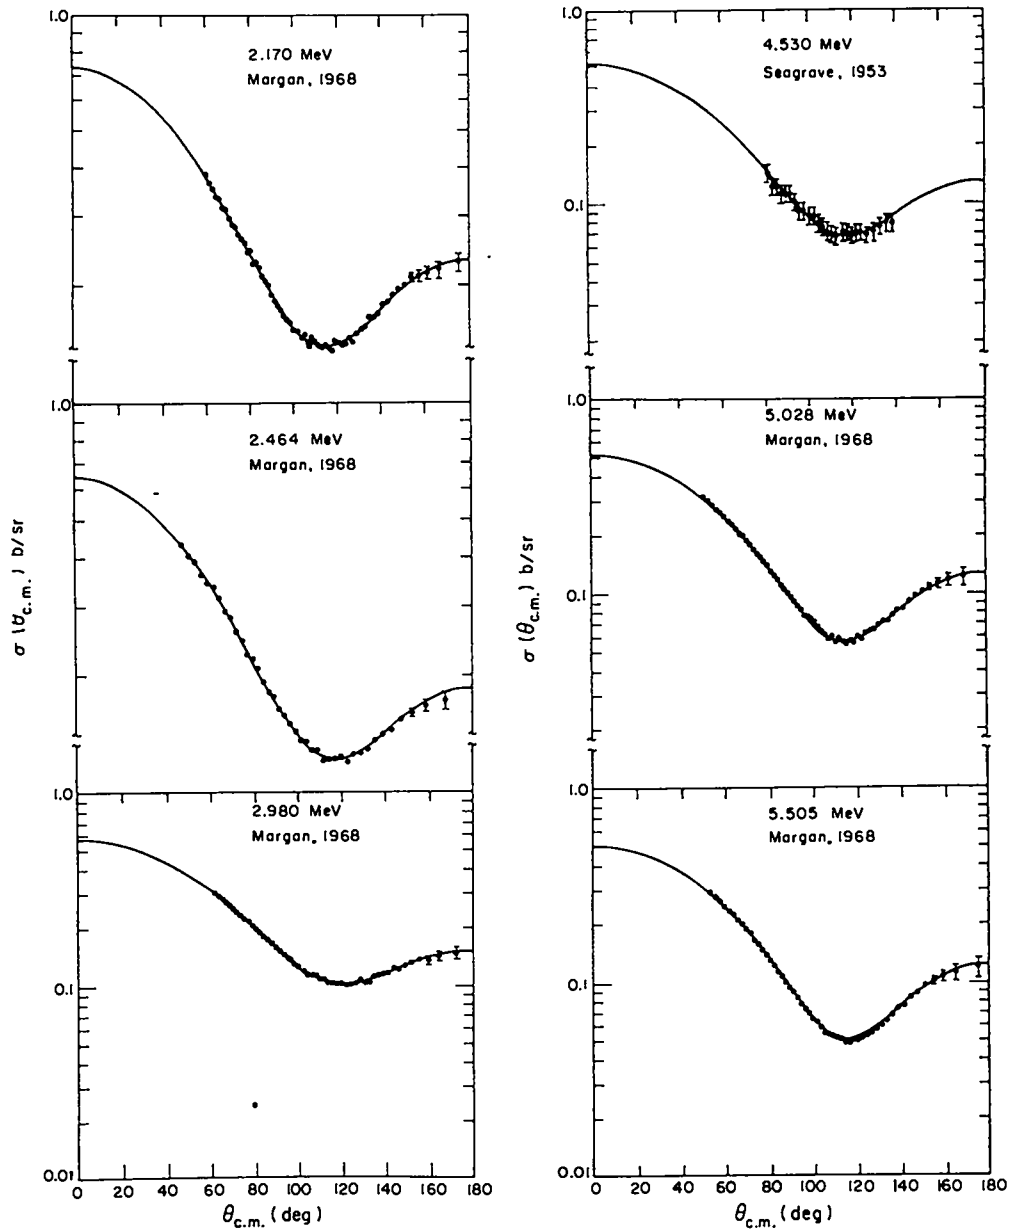 1.0
2.170 MeV
Margan, 1968
1.0
2.464 MeV
Margan, 1968
σ (θc.m.) b/sr
1.0
2.980 MeV
Margan, 1968
0.1
0.01
0 20 40 60 80 100 120 140 160 180
θc.m. (deg)
1.0
4.530 MeV
Seagrave, 1953
0.1
1.0
5.028 MeV
Margan, 1968
σ (θc.m.) b/sr
0.1
1.0
5.505 MeV
Margan, 1968
0.1
0.01
0 20 40 60 80 100 120 140 160 180
θc.m. (deg)